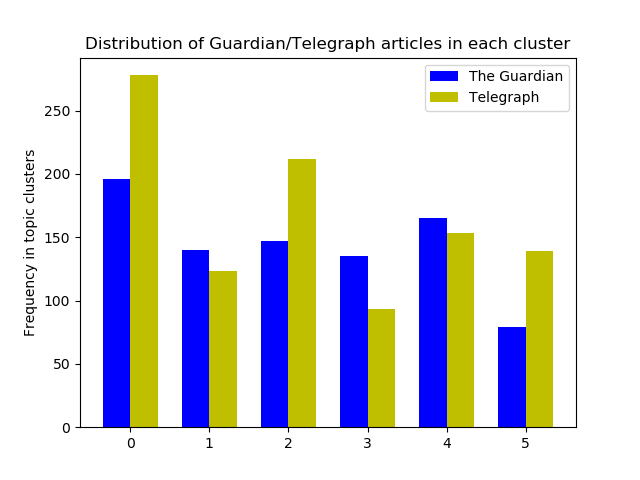 Distribution of Guardian/Telegraph articles in each cluster
The Guardian
Telegraph
Frequency in topic clusters
250
200
150
100
50
0
0 1 2 3 4 5